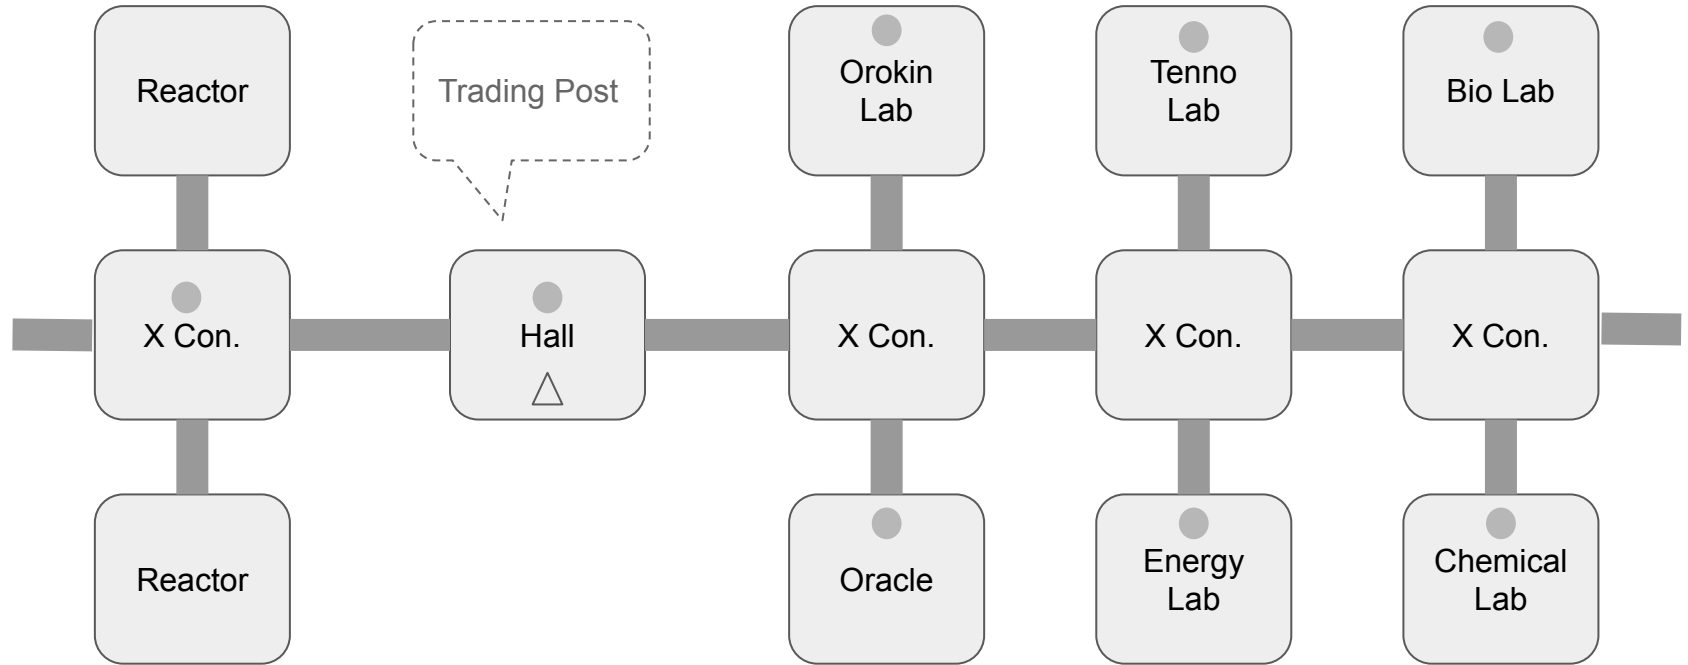 Reactor
Trading Post
Orokin
Lab
Tenno
Lab
Bio Lab
X Con.
Hall
X Con.
X Con.
X Con.
Reactor
Oracle
Energy
Lab
Chemical
Lab